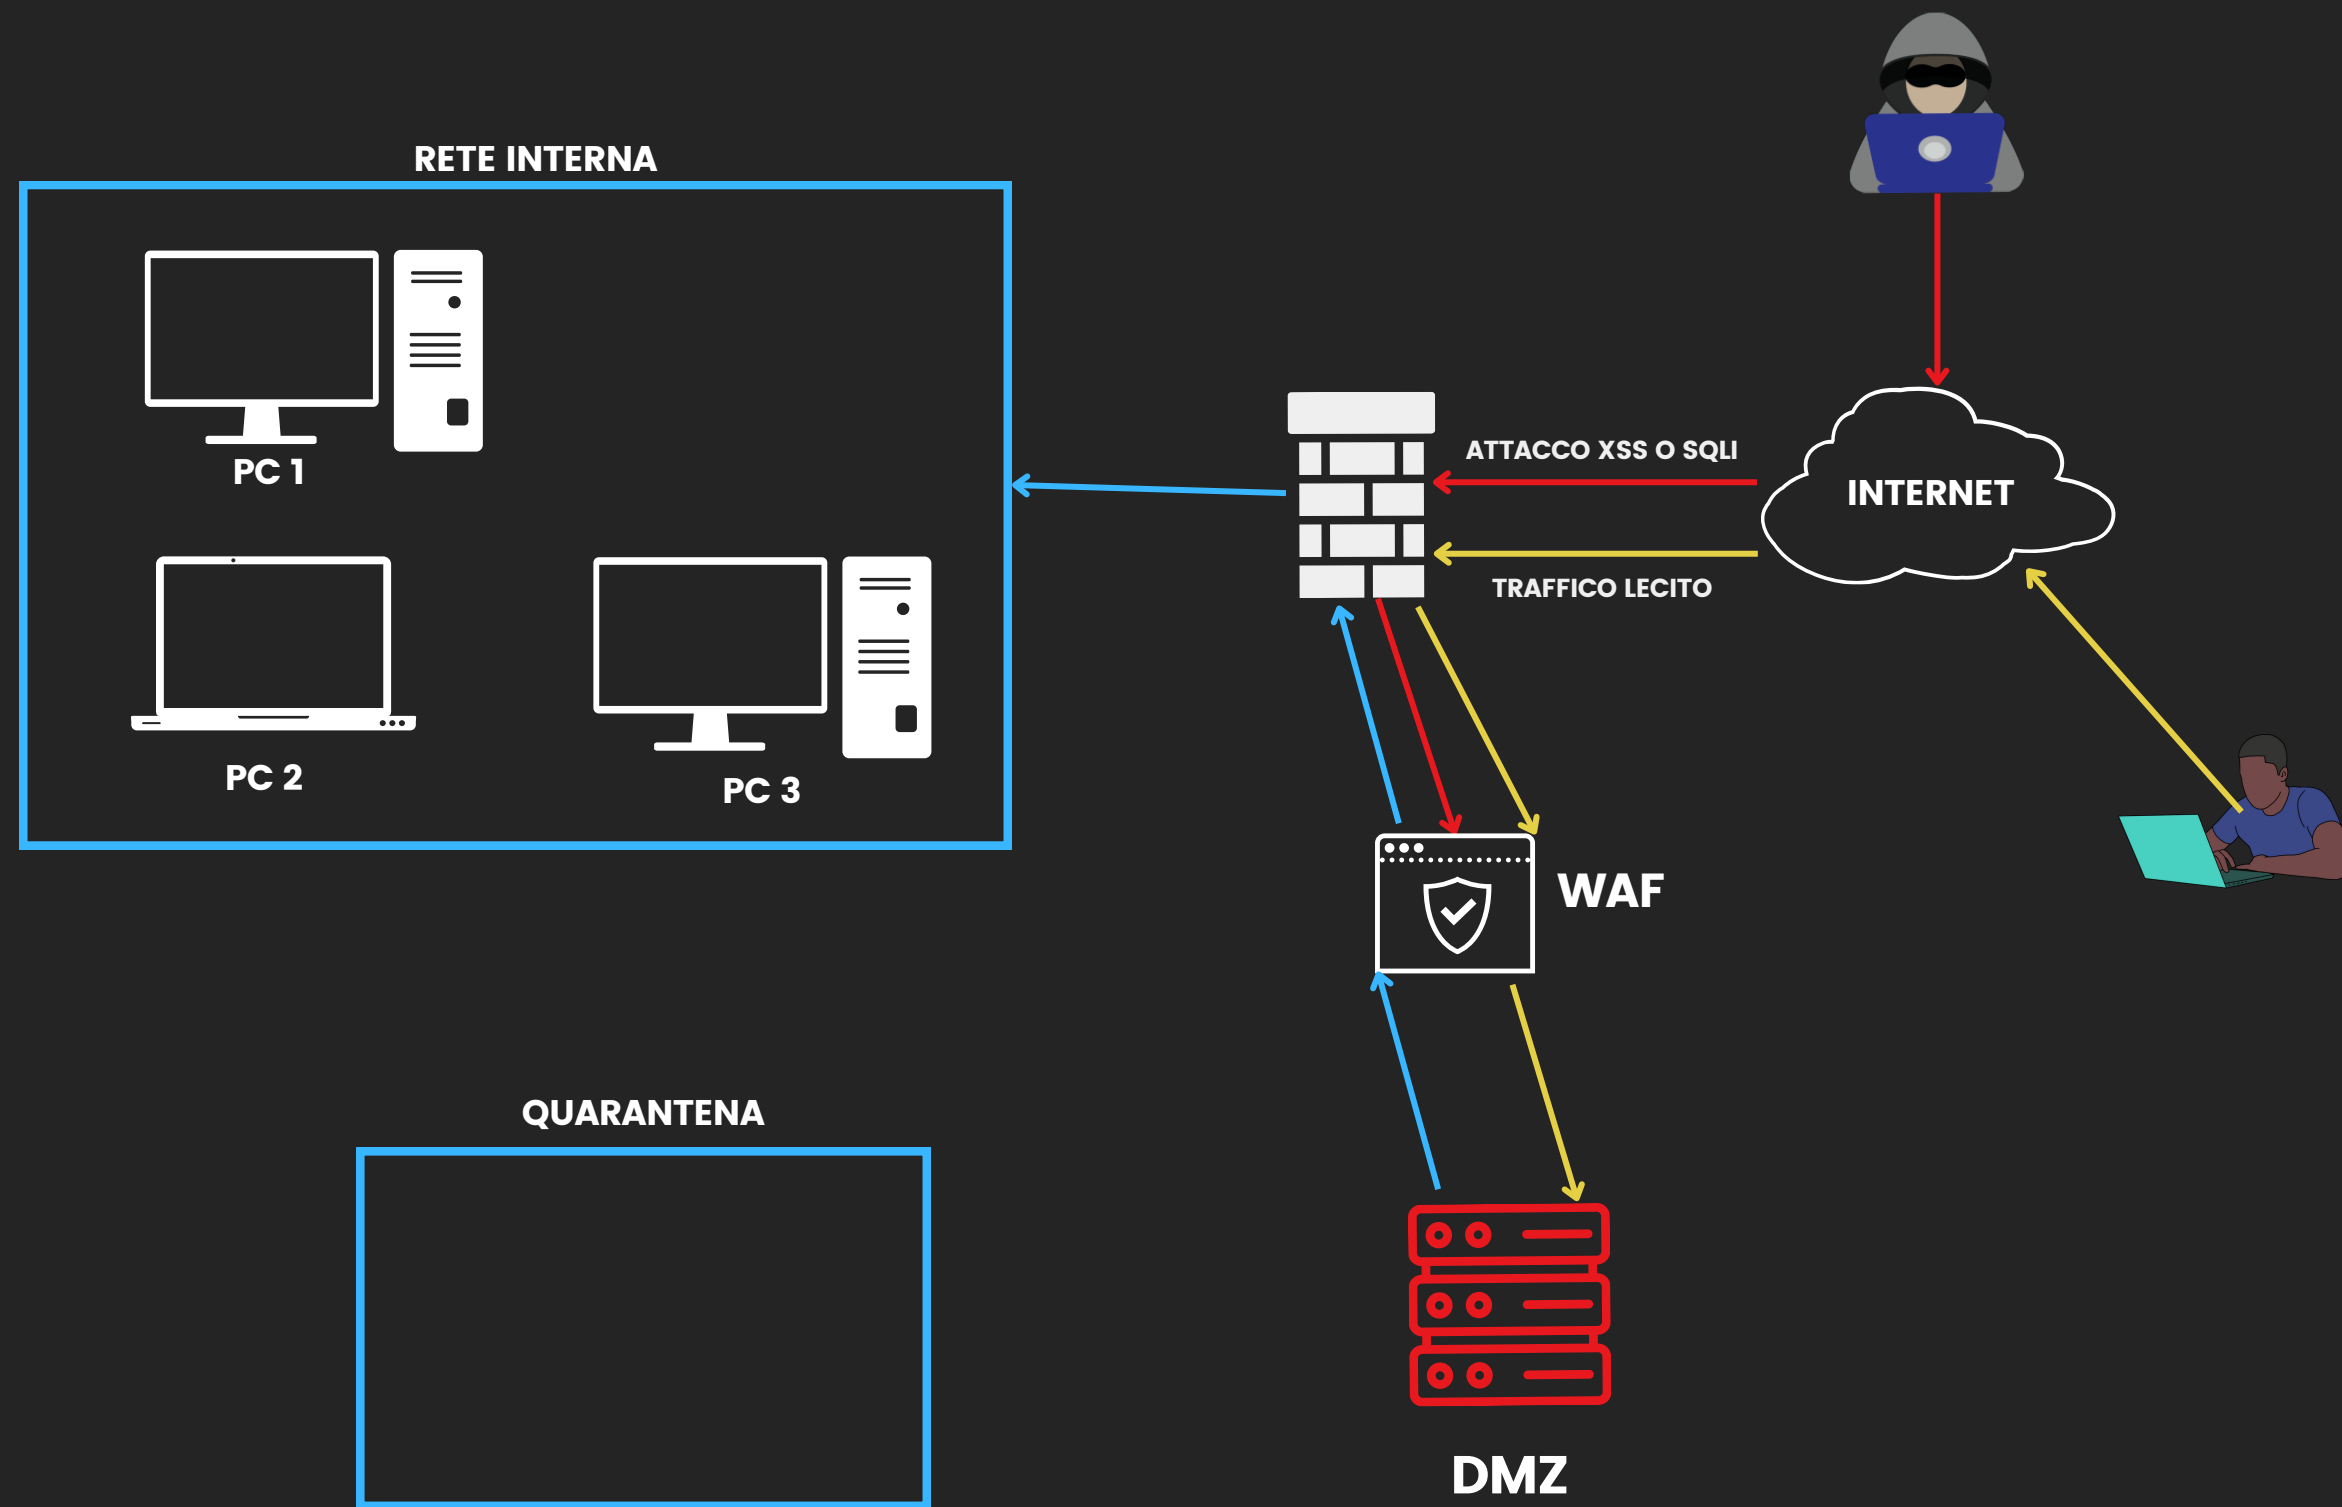 RETE INTERNA
PC 1
PC 2
PC 3
ATTACCO XSS O SQLI
INTERNET
TRAFFICO LECITO
WAF
QUARANTENA
DMZ